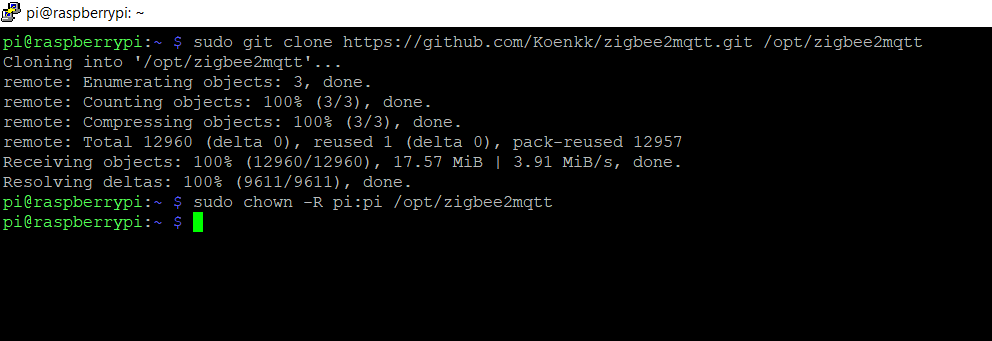 pi@raspberrypi: ~
pi@raspberrypi:~ $ sudo git clone https://github.com/Koenkk/zigbee2mqtt.git /opt/zigbee2mqtt
Cloning into '/opt/zigbee2mqtt'...
remote: Enumerating objects: 3, done.
remote: Counting objects: 100% (3/3), done.
remote: Compressing objects: 100% (3/3), done.
remote: Total 12960 (delta 0), reused 1 (delta 0), pack-reused 12957
Receiving objects: 100% (12960/12960), 17.57 MiB | 3.91 MiB/s, done.
Resolving deltas: 100% (9611/9611), done.
pi@raspberrypi:~ $ sudo chown -R pi:pi /opt/zigbee2mqtt
pi@raspberrypi:~ $